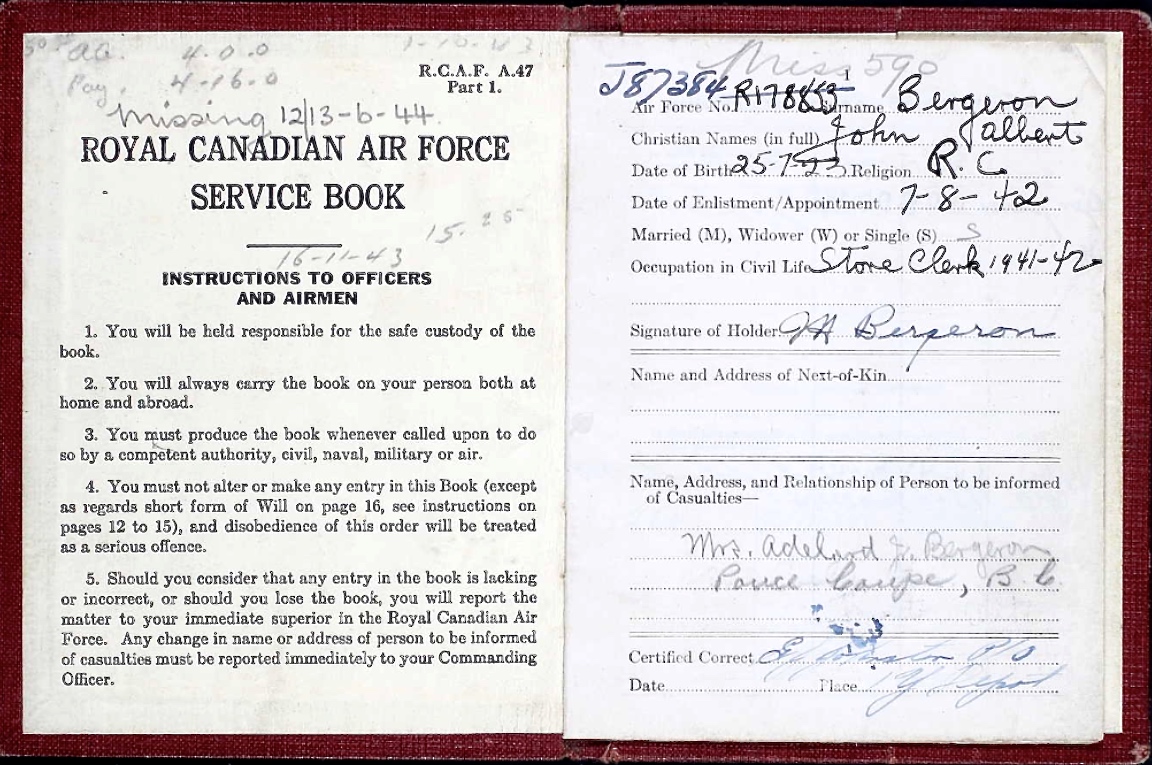 a.G. 4.0.0
1-10-43
Pay 4-16-0
R.C.A.F. A.47
Part 1.
Missing 12/13-6-44.
ROYAL CANADIAN AIR FORCE
SERVICE BOOK
15.25
16-11-43
INSTRUCTIONS TO OFFICERS
AND AIRMEN
1. You will be held responsible for the safe custody of the
book.
2. You will always carry the book on your person both at
home and abroad.
3. You must produce the book whenever called upon to do
so by a competent authority, civil, naval, military or air.
4. You must not alter or make any entry in this Book (except
as regards short form of Will on page 16, see instructions on
pages 12 to 15), and disobedience of this order will be treated
as a serious offence.
5. Should you consider that any entry in the book is lacking
or incorrect, or should you lose the book, you will report the
matter to your immediate superior in the Royal Canadian Air
Force. Any change in name or address of person to be informed
of casualties must be reported immediately to your Commanding
Officer.
Miss 590
1
J87384
Air Force No. Surname Bergeron
Christian Names (in full) John Albert
Date of Birth 25-7-23 Religion R.C.
Date of Enlistment/Appointment 7-8-42
Married (M), Widower (W) or Single (S) S
Occupation in Civil Life Store Clerk 1941-42
Signature of Holder Bergeron
Name and Address of Next-of-Kin
Name, Address, and Relationship of Person to be informed
of Casualties—
Mrs. Adelard J. Bergeron
Pouce Coupe, B.C.
Certified Correct P/O
Date Place Depot